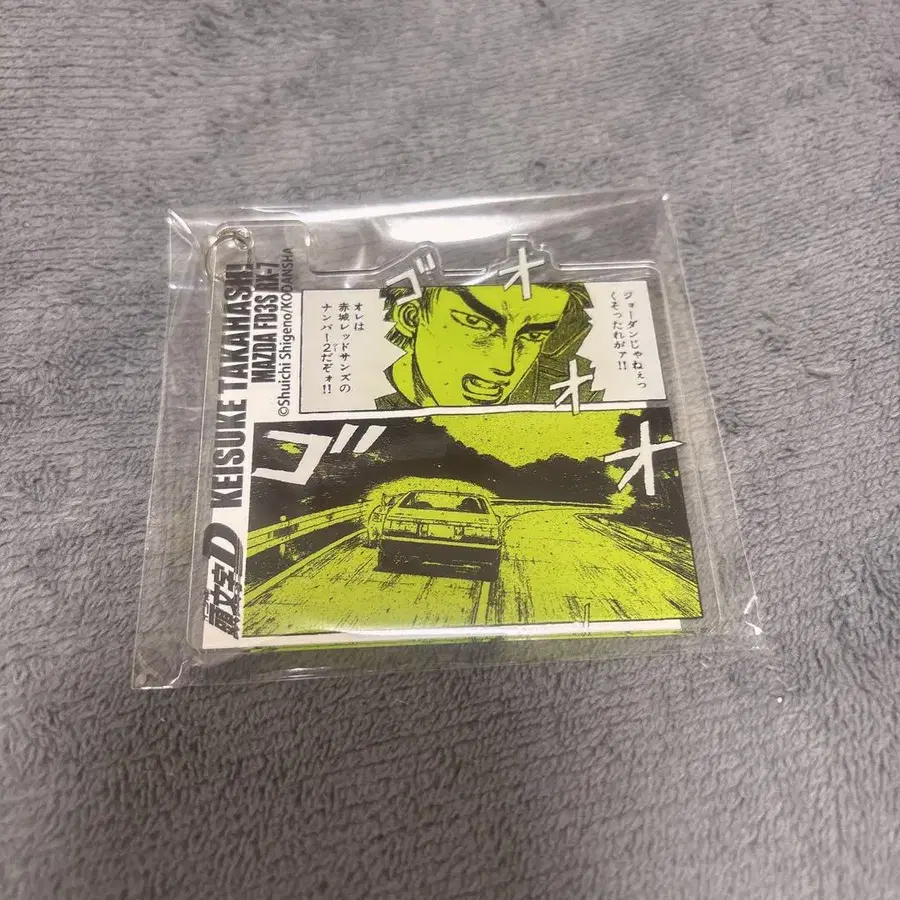 KEISUKE TAKAHASHI
MAZDA FD3S RX-7
©Shuichi Shigeno/KODANSHA
頭文字D
ジョーダンじゃねぇっ
くそったれがァ!!
オレは
赤城レッドサンズの
ナンバー2だぞォ!!
ゴオオ
ゴオ